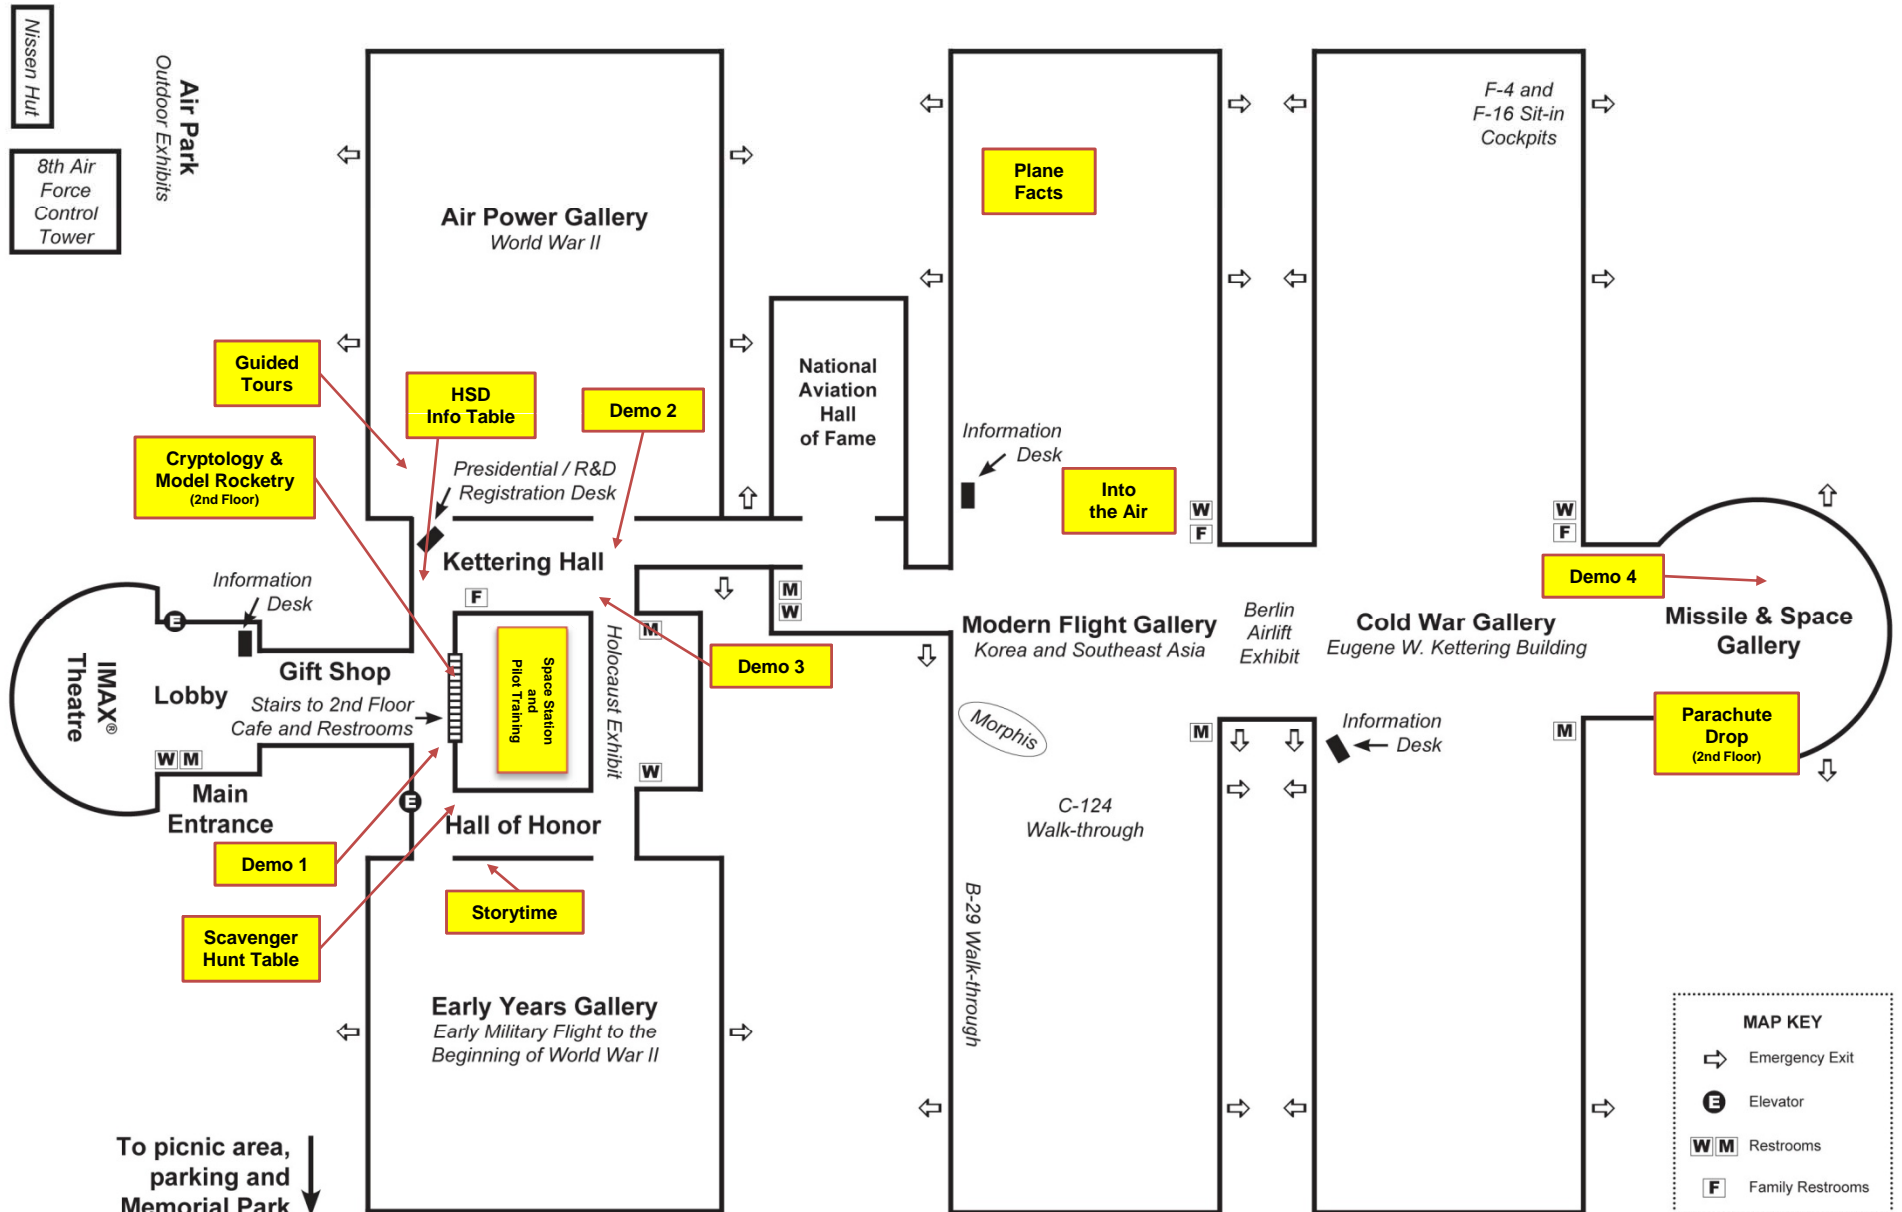 Nissen Hut
8th Air
Force
Control
Tower
Air Park
Outdoor Exhibits
Air Power Gallery
World War II
Guided
Tours
HSD
Info Table
Demo 2
Cryptology &
Model Rocketry
(2nd Floor)
Presidential / R&D
Registration Desk
National
Aviation
Hall
of Fame
Plane
Facts
F-4 and
F-16 Sit-in
Cockpits
Information
Desk
Into
the Air
W
F
W
F
Kettering Hall
F
Information
Desk
E
IMAX®
Theatre
Lobby
Gift Shop
Stairs to 2nd Floor
Cafe and Restrooms
W M
Main
Entrance
E
Space Station
and
Pilot Training
Holocaust Exhibit
M
W
M
W
Demo 3
Hall of Honor
Demo 1
Storytime
Scavenger
Hunt Table
Early Years Gallery
Early Military Flight to the
Beginning of World War II
To picnic area,
parking and
Memorial Park
Modern Flight Gallery
Korea and Southeast Asia
Morphis
C-124
Walk-through
B-29 Walk-through
M
Berlin
Airlift
Exhibit
Cold War Gallery
Eugene W. Kettering Building
Information
Desk
M
Demo 4
Missile & Space
Gallery
Parachute
Drop
(2nd Floor)
MAP KEY
Emergency Exit
E Elevator
W M Restrooms
F Family Restrooms